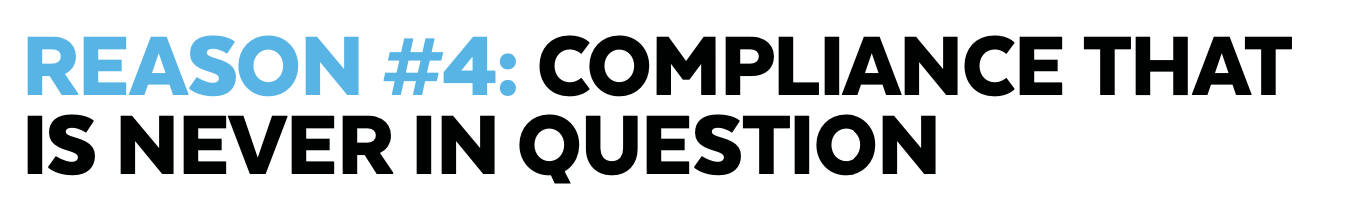 REASON #4: COMPLIANCE THAT
IS NEVER IN QUESTION